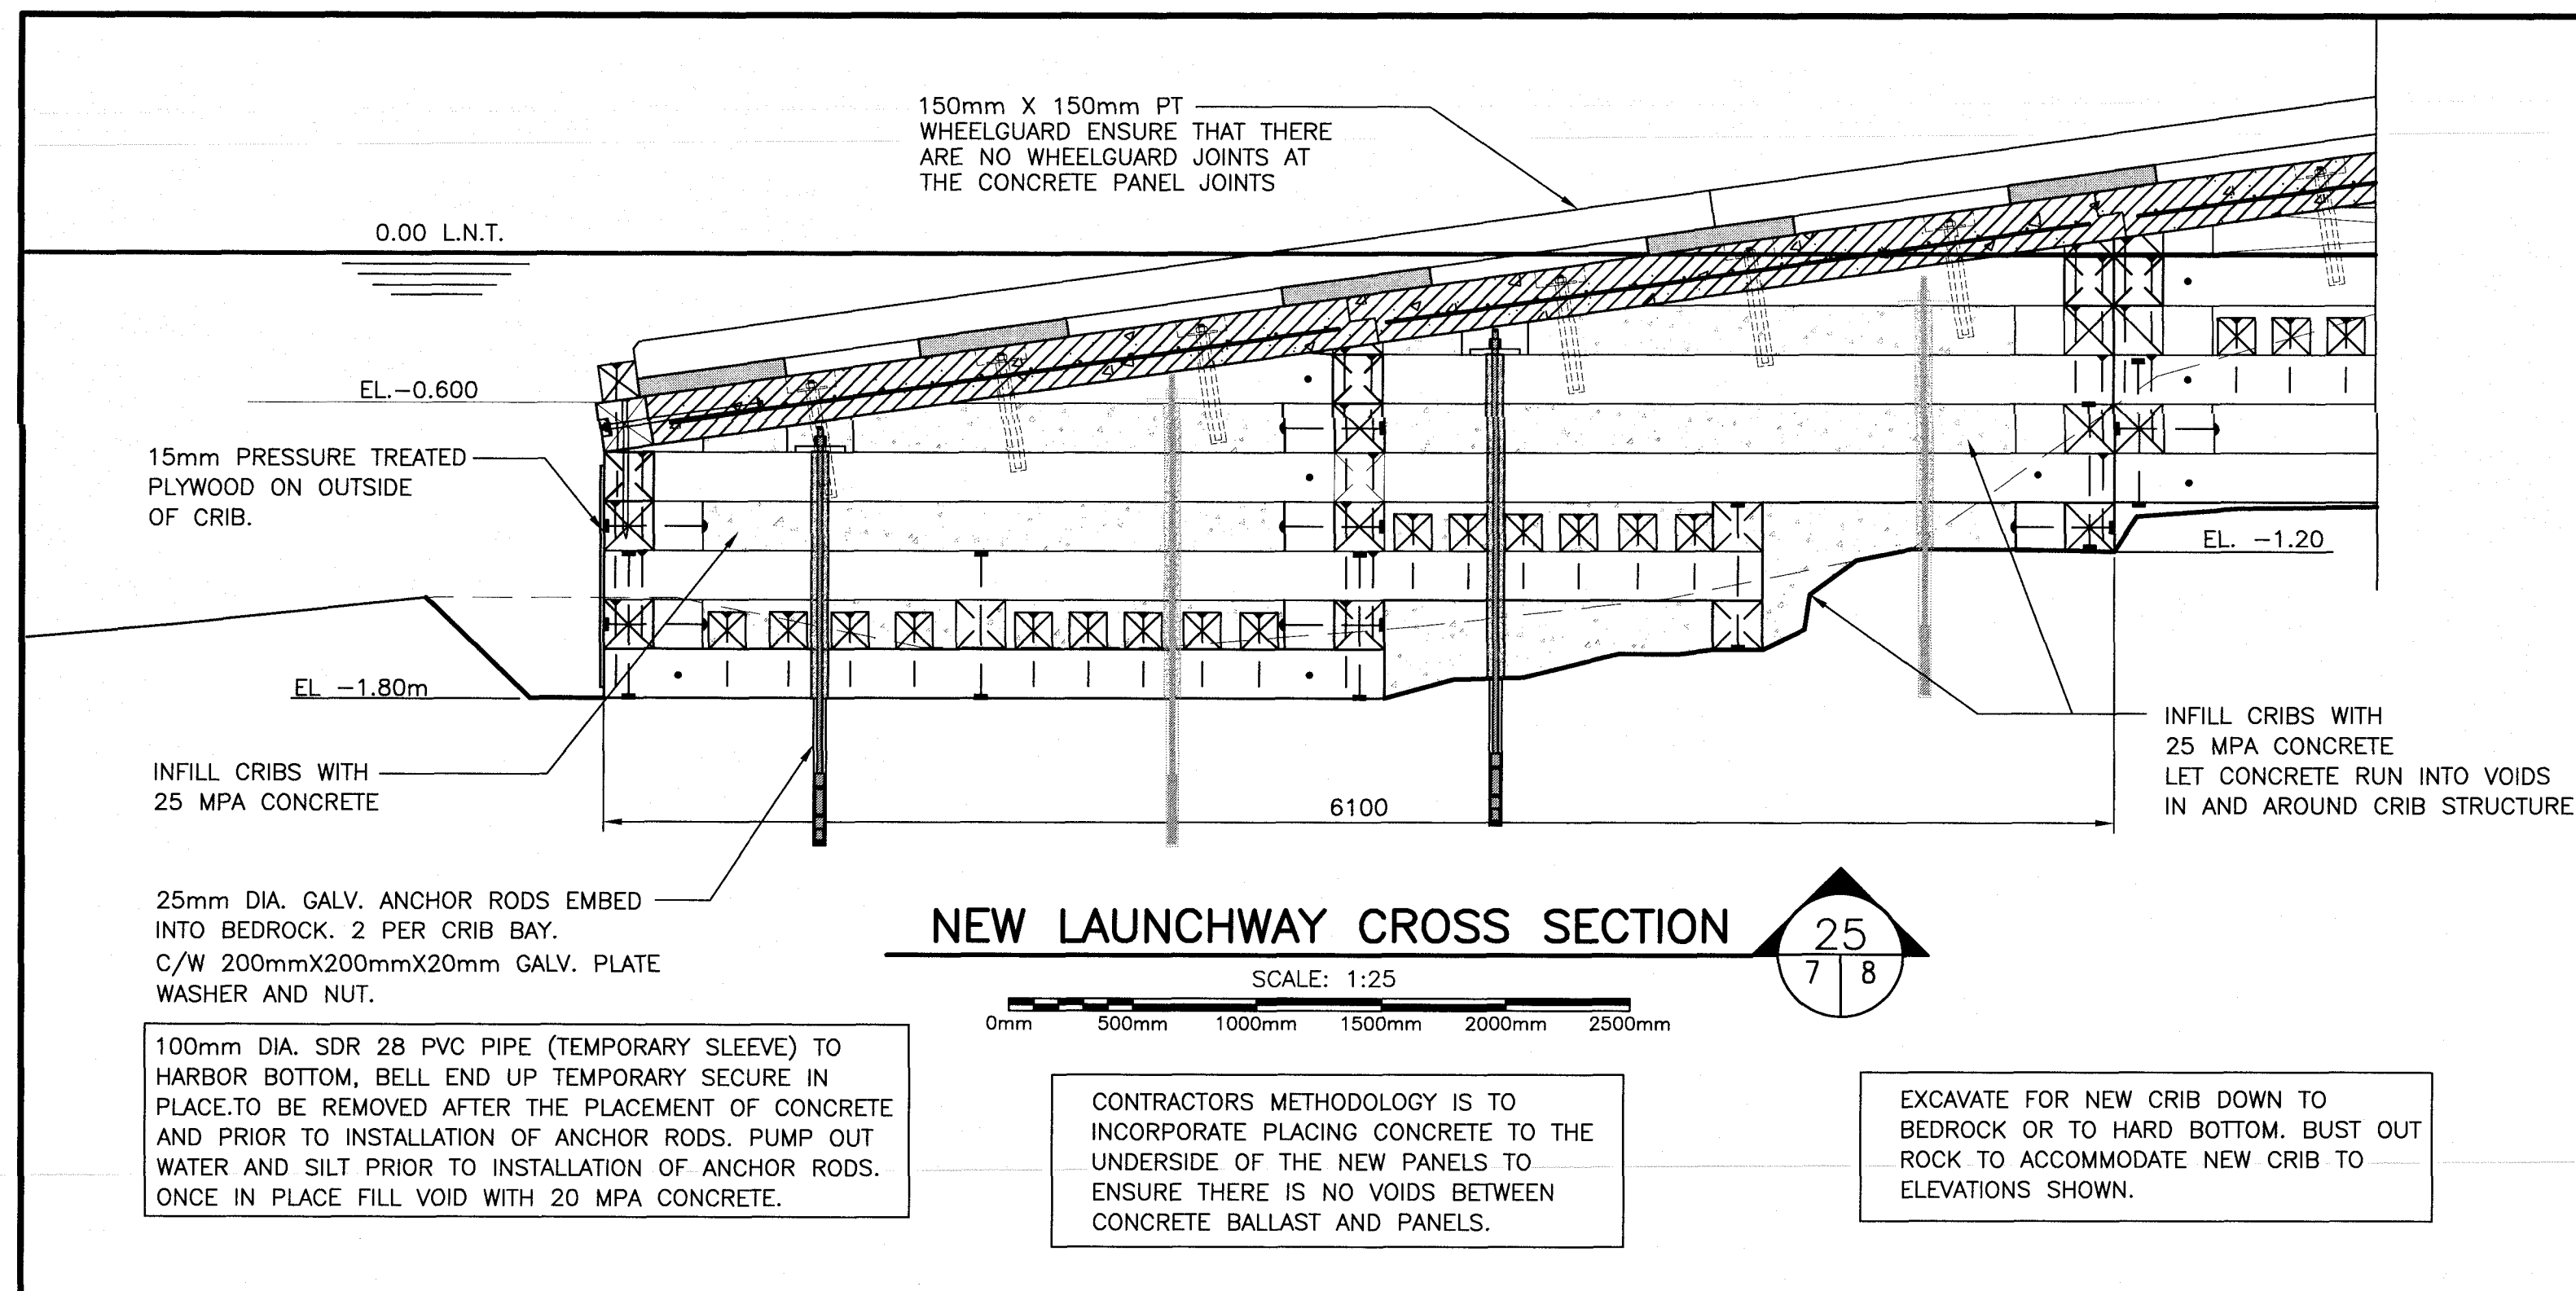 150mm X 150mm PT
WHEELGUARD ENSURE THAT THERE
ARE NO WHEELGUARD JOINTS AT
THE CONCRETE PANEL JOINTS
0.00 L.N.T.
EL.-0.600
15mm PRESSURE TREATED
PLYWOOD ON OUTSIDE
OF CRIB.
EL. -1.20
EL -1.80m
INFILL CRIBS WITH
25 MPA CONCRETE
LET CONCRETE RUN INTO VOIDS
IN AND AROUND CRIB STRUCTURE
INFILL CRIBS WITH
25 MPA CONCRETE
6100
25mm DIA. GALV. ANCHOR RODS EMBED
INTO BEDROCK. 2 PER CRIB BAY.
C/W 200mmX200mmX20mm GALV. PLATE
WASHER AND NUT.
NEW LAUNCHWAY CROSS SECTION
25
7 8
SCALE: 1:25
0mm 500mm 1000mm 1500mm 2000mm 2500mm
100mm DIA. SDR 28 PVC PIPE (TEMPORARY SLEEVE) TO
HARBOR BOTTOM, BELL END UP TEMPORARY SECURE IN
PLACE.TO BE REMOVED AFTER THE PLACEMENT OF CONCRETE
AND PRIOR TO INSTALLATION OF ANCHOR RODS. PUMP OUT
WATER AND SILT PRIOR TO INSTALLATION OF ANCHOR RODS.
ONCE IN PLACE FILL VOID WITH 20 MPA CONCRETE.
CONTRACTORS METHODOLOGY IS TO
INCORPORATE PLACING CONCRETE TO THE
UNDERSIDE OF THE NEW PANELS TO
ENSURE THERE IS NO VOIDS BETWEEN
CONCRETE BALLAST AND PANELS.
EXCAVATE FOR NEW CRIB DOWN TO
BEDROCK OR TO HARD BOTTOM. BUST OUT
ROCK TO ACCOMMODATE NEW CRIB TO
ELEVATIONS SHOWN.